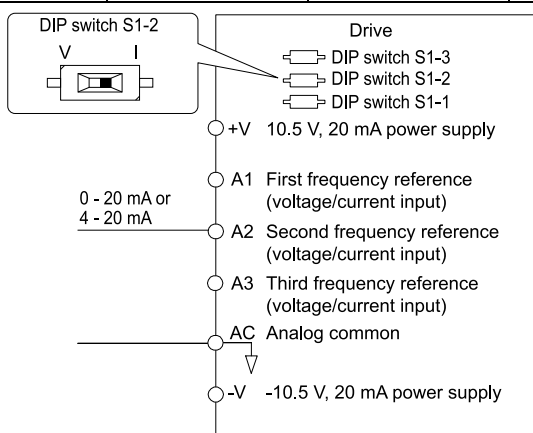 DIP switch S1-2
V I
Drive
DIP switch S1-3
DIP switch S1-2
DIP switch S1-1
+V 10.5 V, 20 mA power supply
A1 First frequency reference
(voltage/current input)
0 - 20 mA or
4 - 20 mA
A2 Second frequency reference
(voltage/current input)
A3 Third frequency reference
(voltage/current input)
AC Analog common
-V -10.5 V, 20 mA power supply